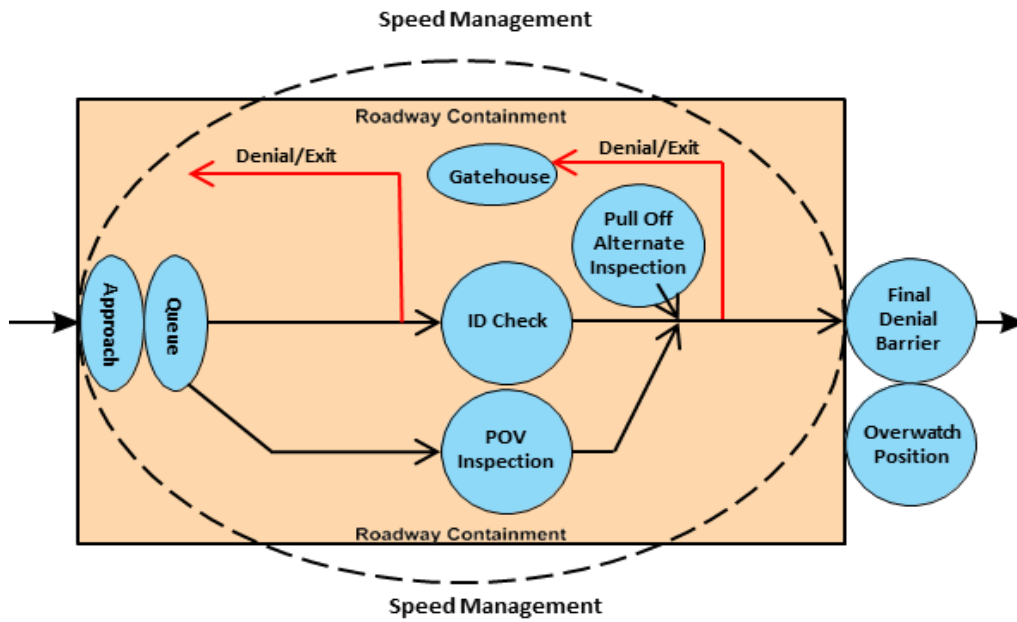 Speed Management
Roadway Containment
Denial/Exit
Denial/Exit
Gatehouse
Pull Off
Alternate
Inspection
Approach
Queue
ID Check
Final
Denial
Barrier
POV
Inspection
Overwatch
Position
Roadway Containment
Speed Management